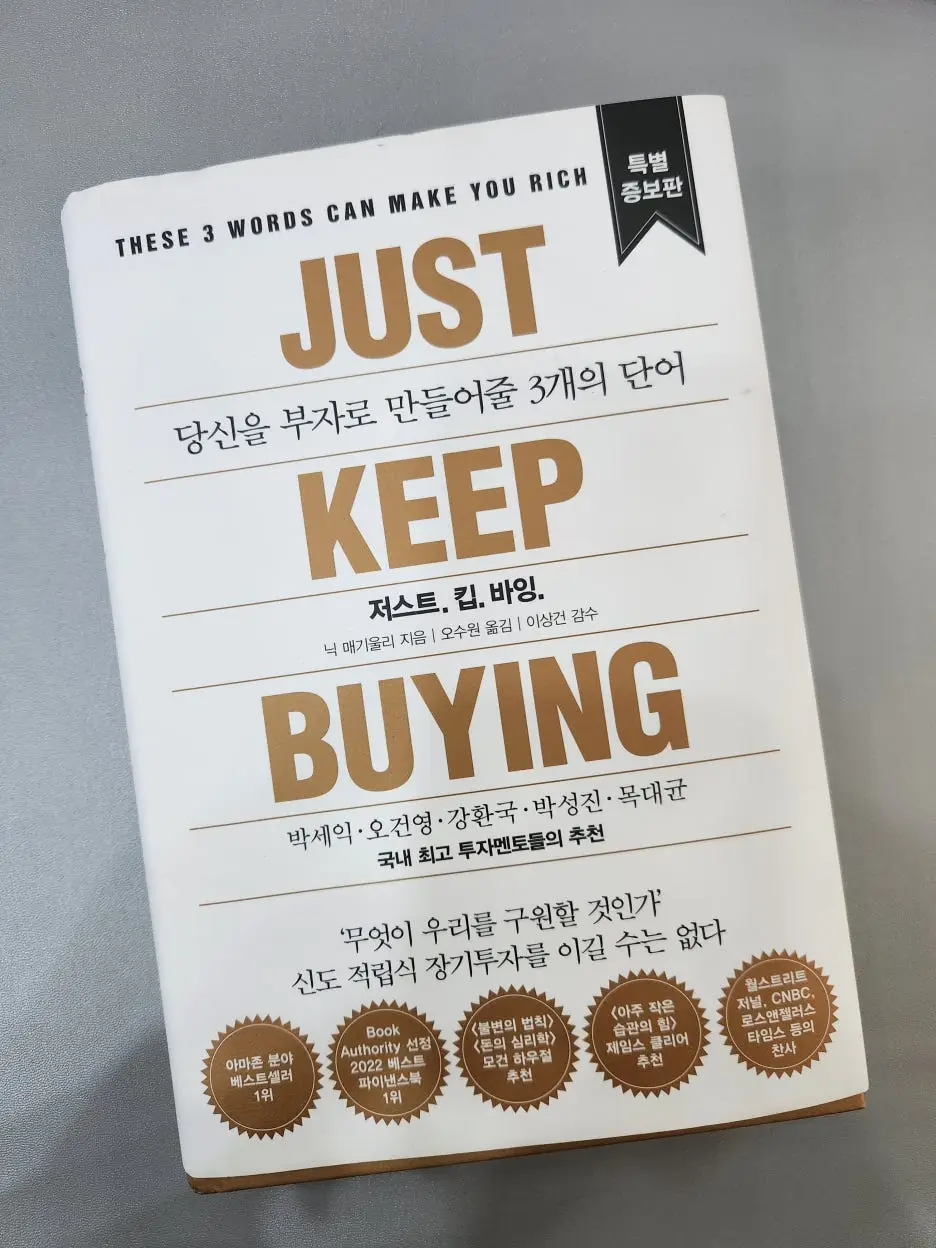 특별
증보판
THESE 3 WORDS CAN MAKE YOU RICH
JUST
당신을 부자로 만들어줄 3개의 단어
KEEP
저스트. 킵. 바잉.
닉 매기울리 지음 | 오수원 옮김 | 이상건 감수
BUYING
박세익·오건영·강환국·박성진·목대균
국내 최고 투자멘토들의 추천
‘무엇이 우리를 구원할 것인가’
신도 적립식 장기투자를 이길 수는 없다
아마존 분야
베스트셀러
1위
Book
Authority 선정
2022 베스트
파이낸스북
1위
〈불변의 법칙〉
〈돈의 심리학〉
모건 하우절
추천
〈아주 작은
습관의 힘〉
제임스 클리어
추천
월스트리트
저널, CNBC,
로스앤젤러스
타임스 등의
찬사